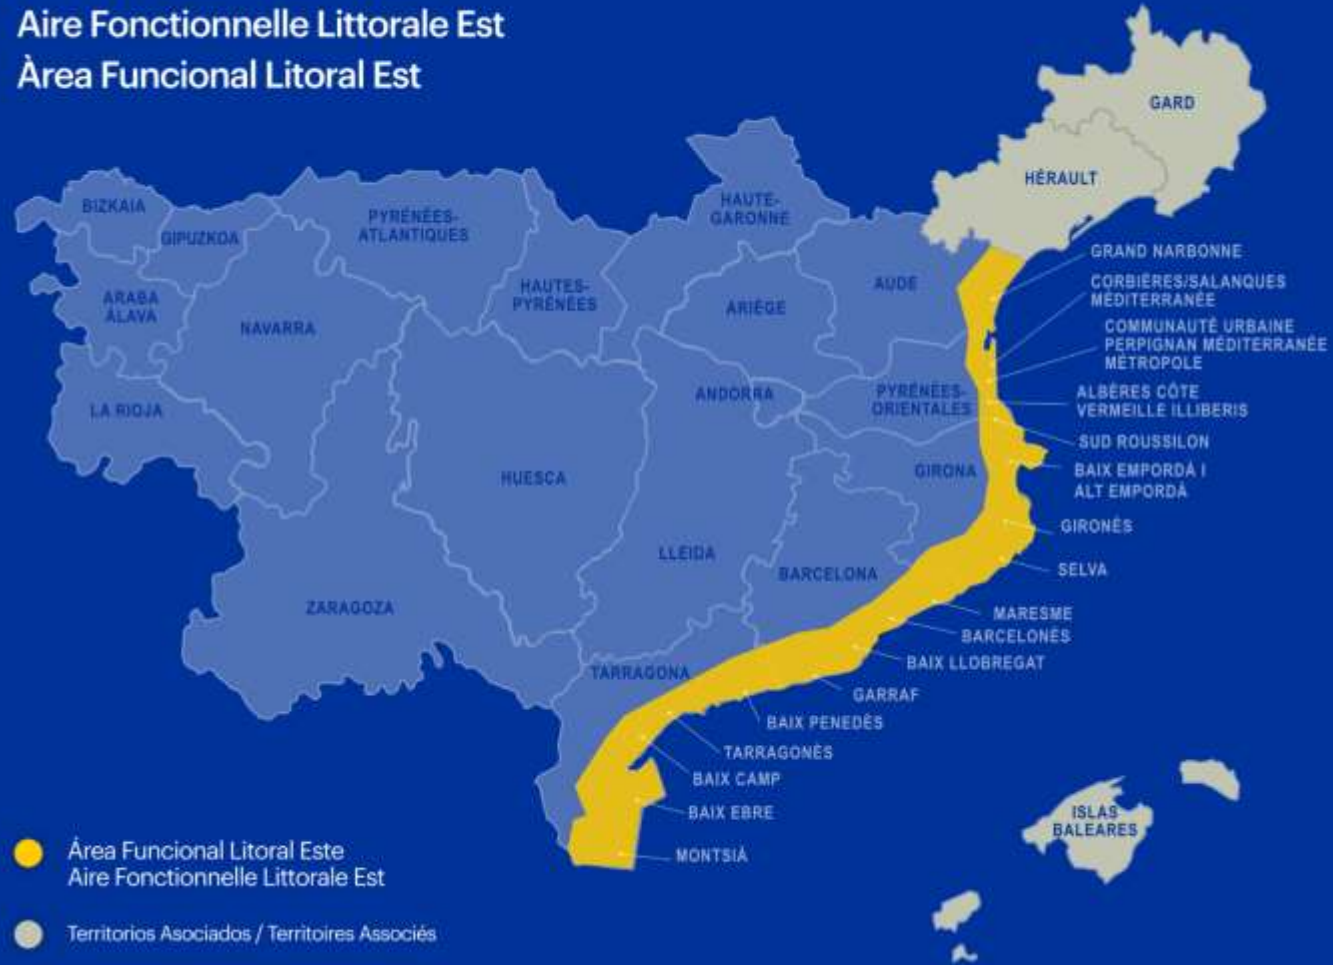 Aire Fonctionnelle Littorale Est
Àrea Funcional Litoral Est
GARD
HÉRAULT
BIZKAIA
GIPUZKOA
PYRÉNÉES-
ATLANTIQUES
HAUTE-
GARONNE
HAUTES-
PYRÉNÉES
AUDE
ARIÈGE
ARABA
ÁLAVA
NAVARRA
LA RIOJA
ANDORRA
PYRÉNÉES-
ORIENTALES
HUESCA
GIRONA
LLEIDA
BARCELONA
ZARAGOZA
TARRAGONA
GRAND NARBONNE
CORBIÈRES/SALANQUES
MÉDITERRANÉE
COMMUNAUTÉ URBAINE
PERPIGNAN MÉDITERRANÉE
MÉTROPOLE
ALBÈRES CÔTE
VERMEILLE ILLIBERIS
SUD ROUSSILON
BAIX EMPORDÀ I
ALT EMPORDÀ
GIRONÈS
SELVA
MARESME
BARCELONÈS
BAIX LLOBREGAT
GARRAF
BAIX PENEDÈS
TARRAGONÈS
BAIX CAMP
BAIX EBRE
MONTSIÀ
ISLAS
BALEARES
Área Funcional Litoral Este
Aire Fonctionnelle Littorale Est
Territorios Asociados / Territoires Associés